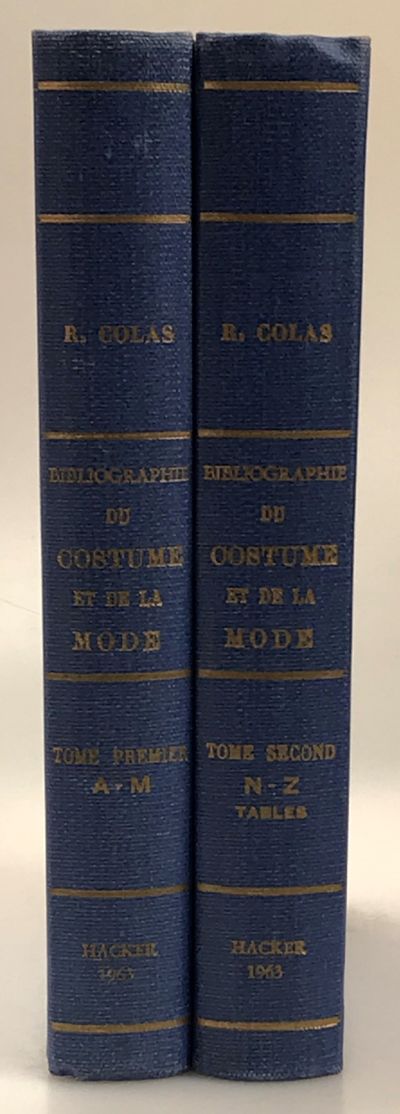 R. COLAS
BIBLIOGRAPHIE
DU
COSTUME
ET DE LA
MODE
TOME PREMIER
A-M
HACKER
1963
R. COLAS
BIBLIOGRAPHIE
DU
COSTUME
ET DE LA
MODE
TOME SECOND
N-Z
TABLES
HACKER
1963